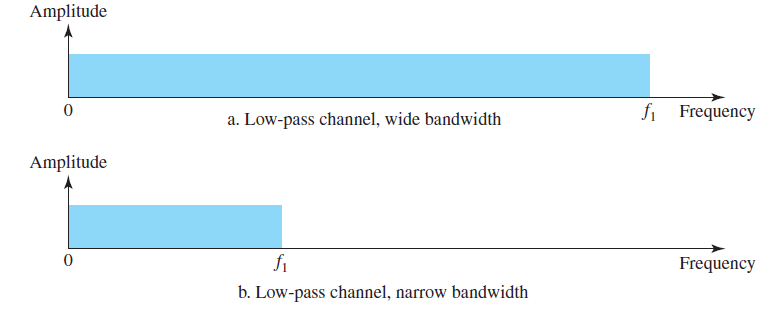 Amplitude
0
f₁
Frequency
a. Low-pass channel, wide bandwidth
Amplitude
0
f₁
Frequency
b. Low-pass channel, narrow bandwidth